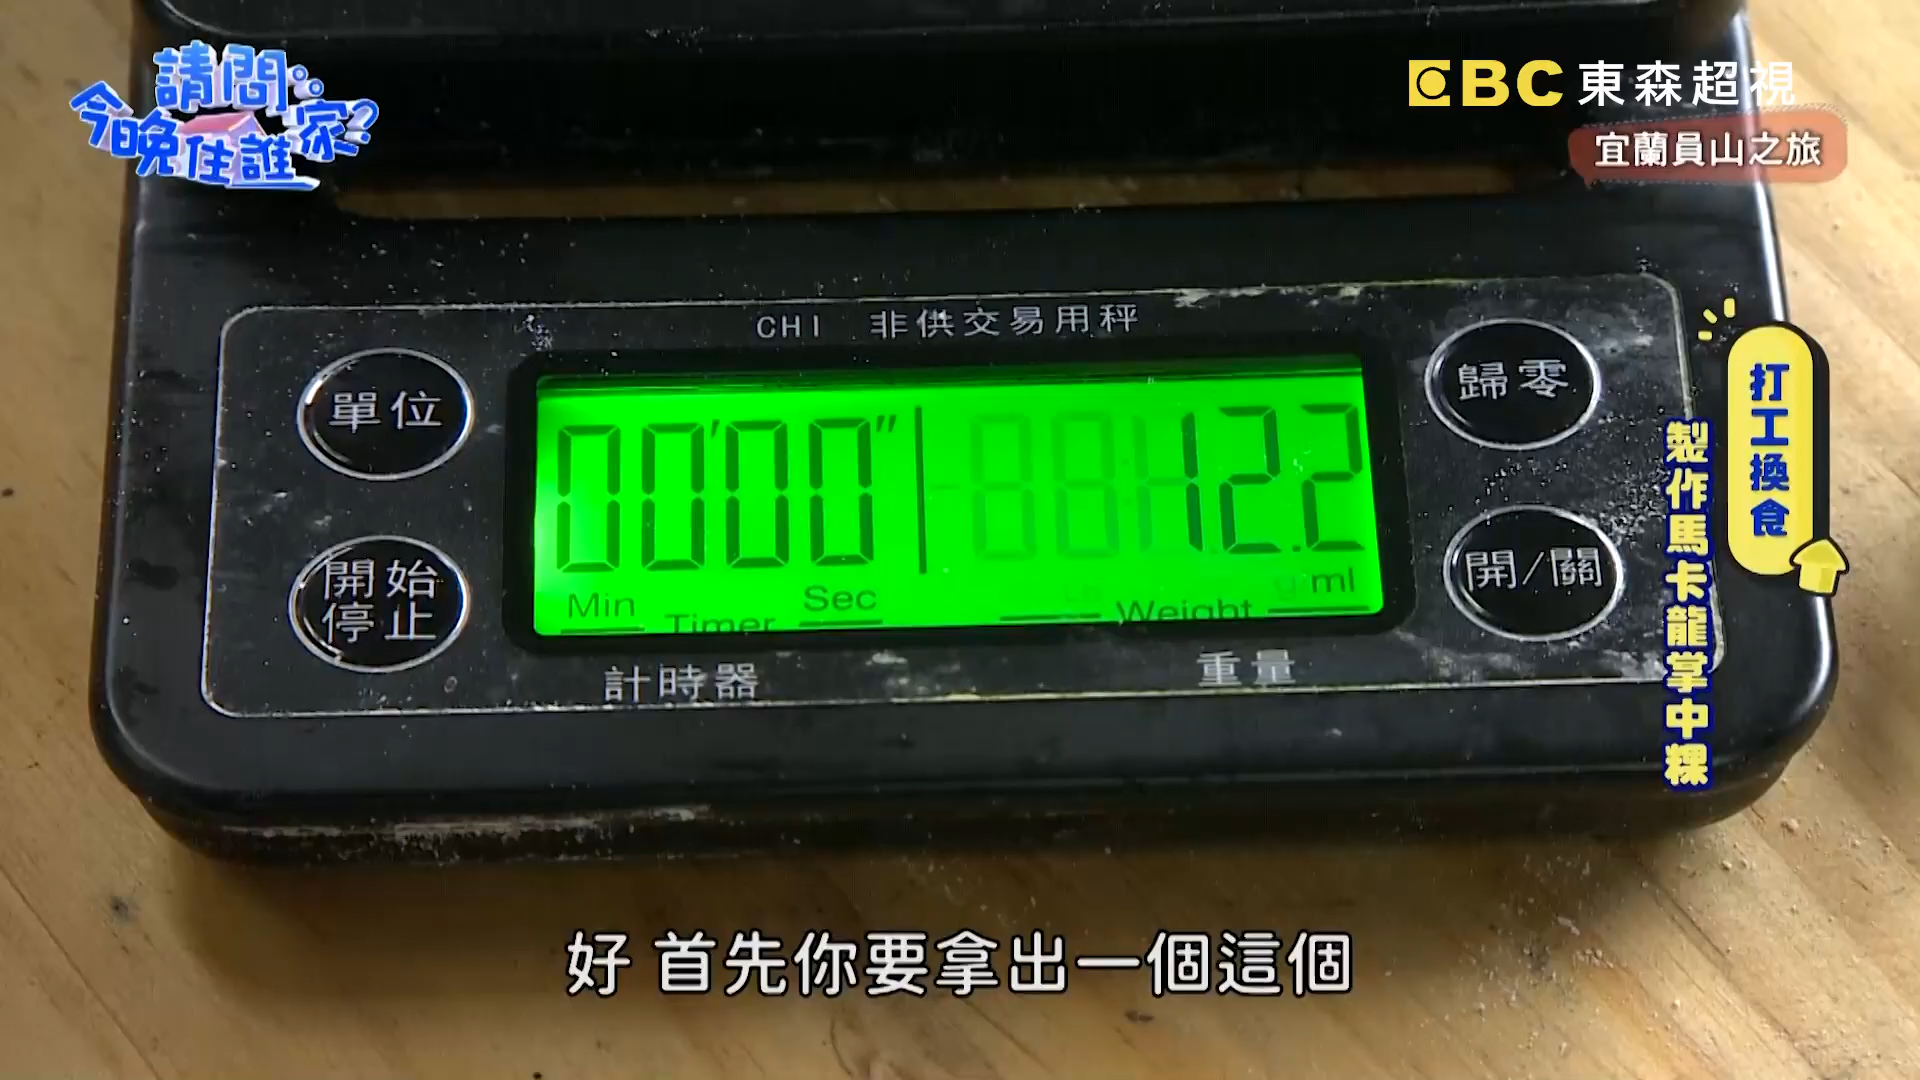 請問
今晚住誰家?
EBC 東森超視
宜蘭員山之旅
CHI 非供交易用秤
單位
歸零
00'00" 12.2
開始
停止
開/關
Min Timer Sec
Weight g ml
計時器
重量
打工換食
製作馬卡龍掌中粿
好 首先你要拿出一個這個